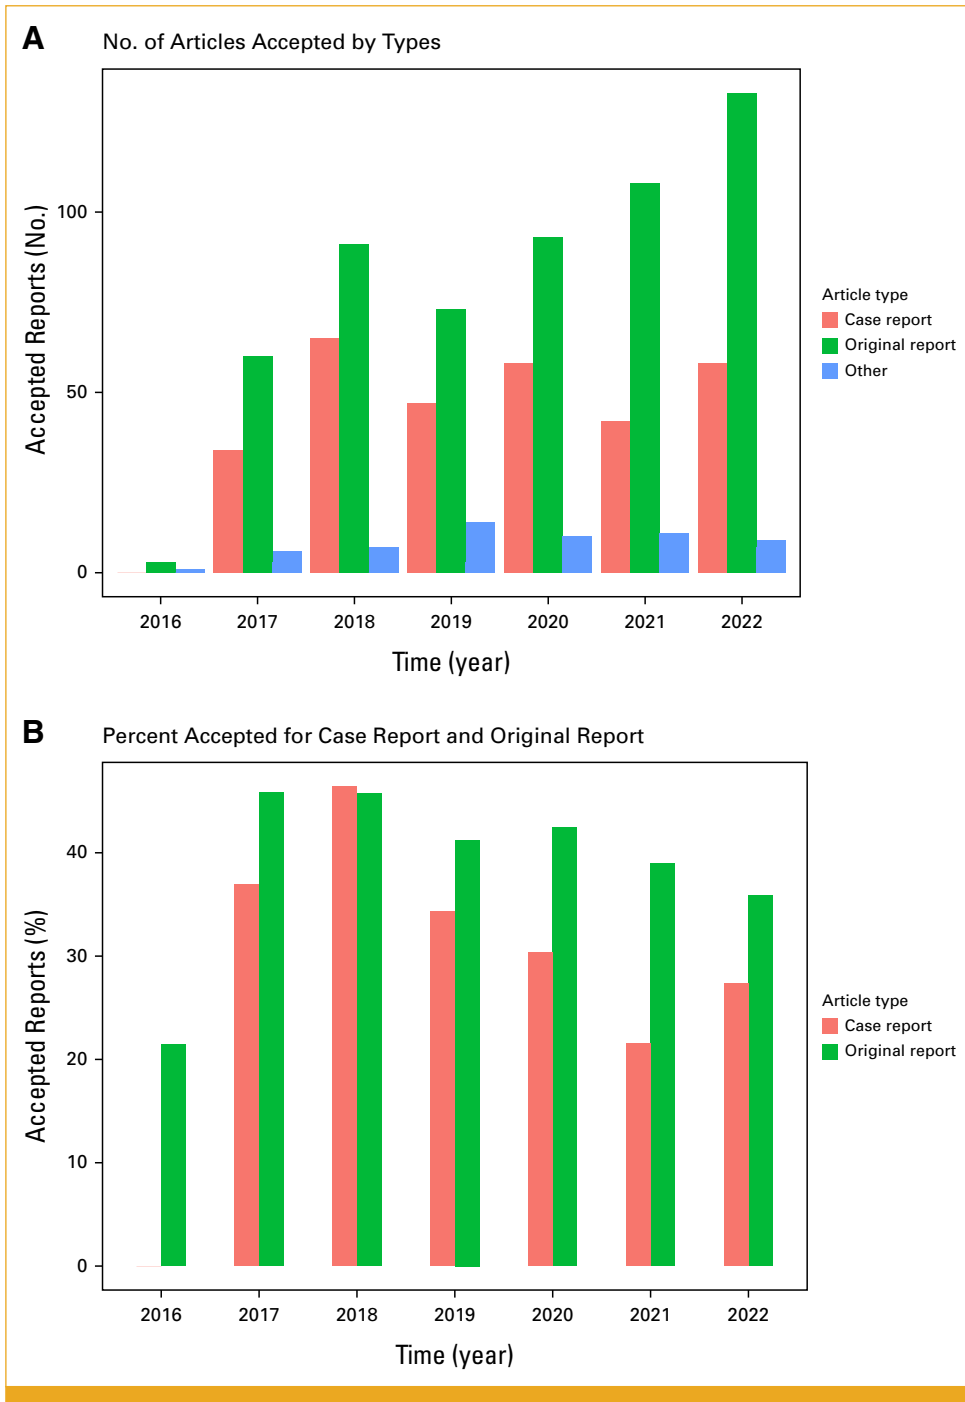 A No. of Articles Accepted by Types
Accepted Reports (No.)
100
50
0
2016 2017 2018 2019 2020 2021 2022
Time (year)
Article type
Case report
Original report
Other
B Percent Accepted for Case Report and Original Report
Accepted Reports (%)
40
30
20
10
0
2016 2017 2018 2019 2020 2021 2022
Time (year)
Article type
Case report
Original report